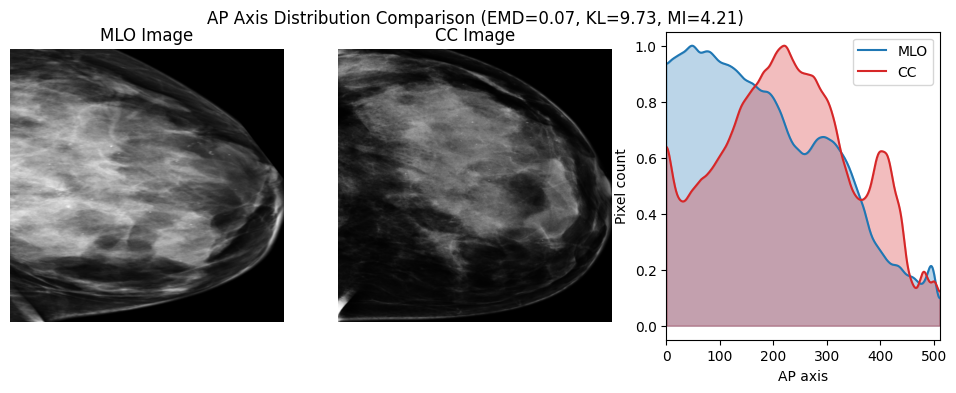 AP Axis Distribution Comparison (EMD=0.07, KL=9.73, MI=4.21)
MLO Image
CC Image
MLO
CC
1.0
0.8
0.6
0.4
0.2
0.0
Pixel count
0 100 200 300 400 500
AP axis